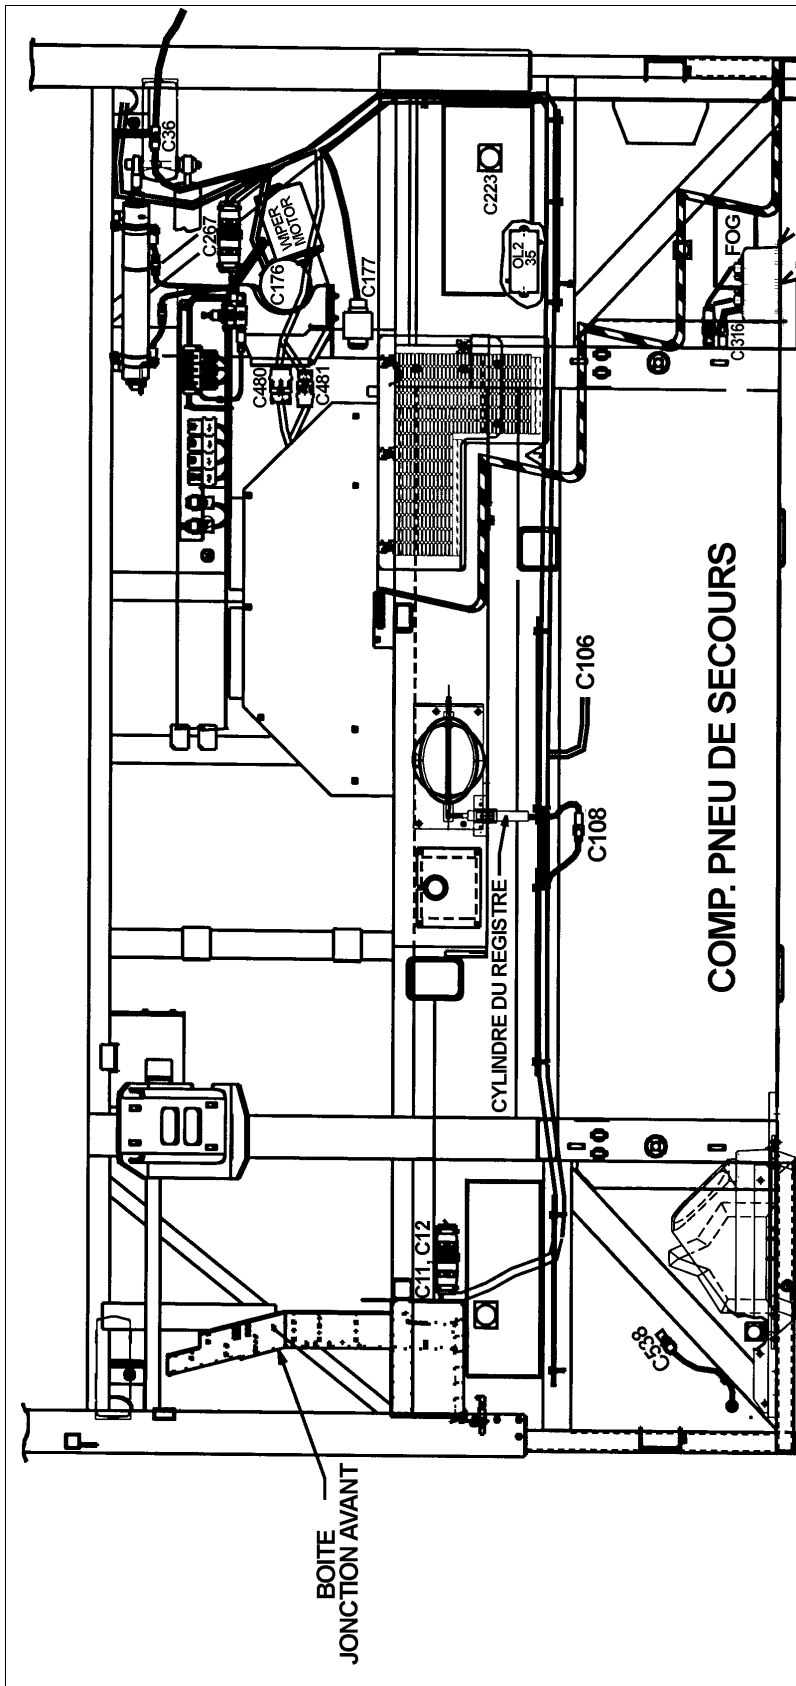 C36
C267
WIPER
MOTOR
C176
C177
C223
OL2
35
FOG
C316
C480
C481
C106
C108
CYLINDRE DU REGISTRE
COMP. PNEU DE SECOURS
C11, C12
C538
BOITE
JONCTION AVANT